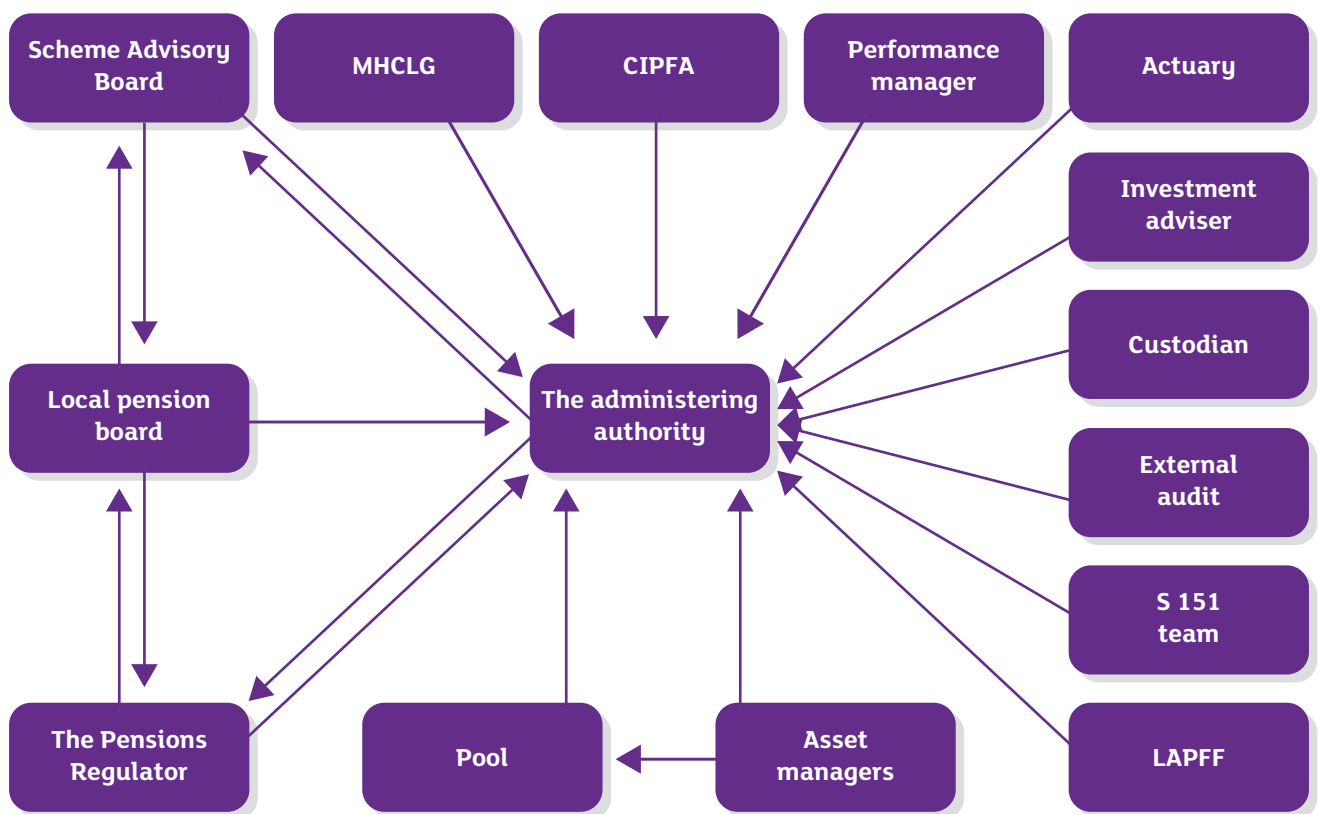 Scheme Advisory
Board
MHCLG
CIPFA
Performance
manager
Actuary
Investment
adviser
Custodian
Local pension
board
The administering
authority
External
audit
S 151
team
The Pensions
Regulator
Pool
Asset
managers
LAPFF